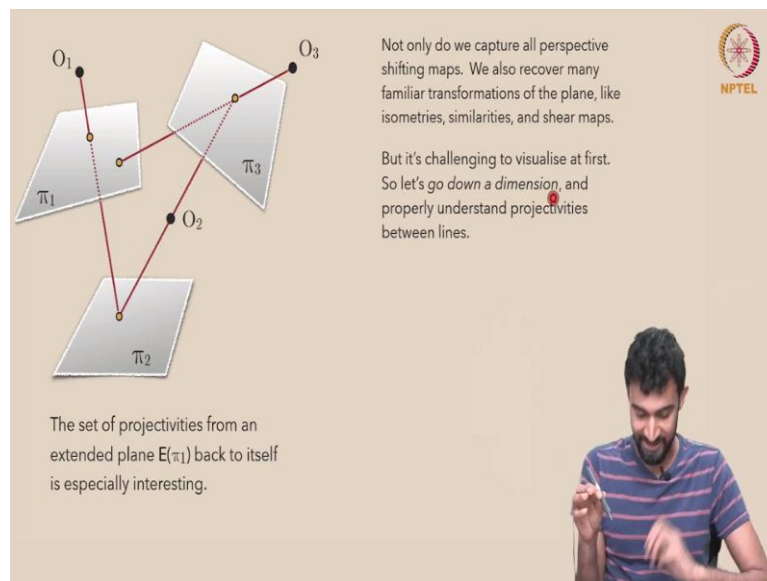 O₁
O₃
π₁
π₃
O₂
π₂
The set of projectivities from an
extended plane E(π₁) back to itself
is especially interesting.
Not only do we capture all perspective
shifting maps. We also recover many
familiar transformations of the plane, like
isometries, similarities, and shear maps.
But it's challenging to visualise at first.
So let's go down a dimension, and
properly understand projectivities
between lines.
NPTEL